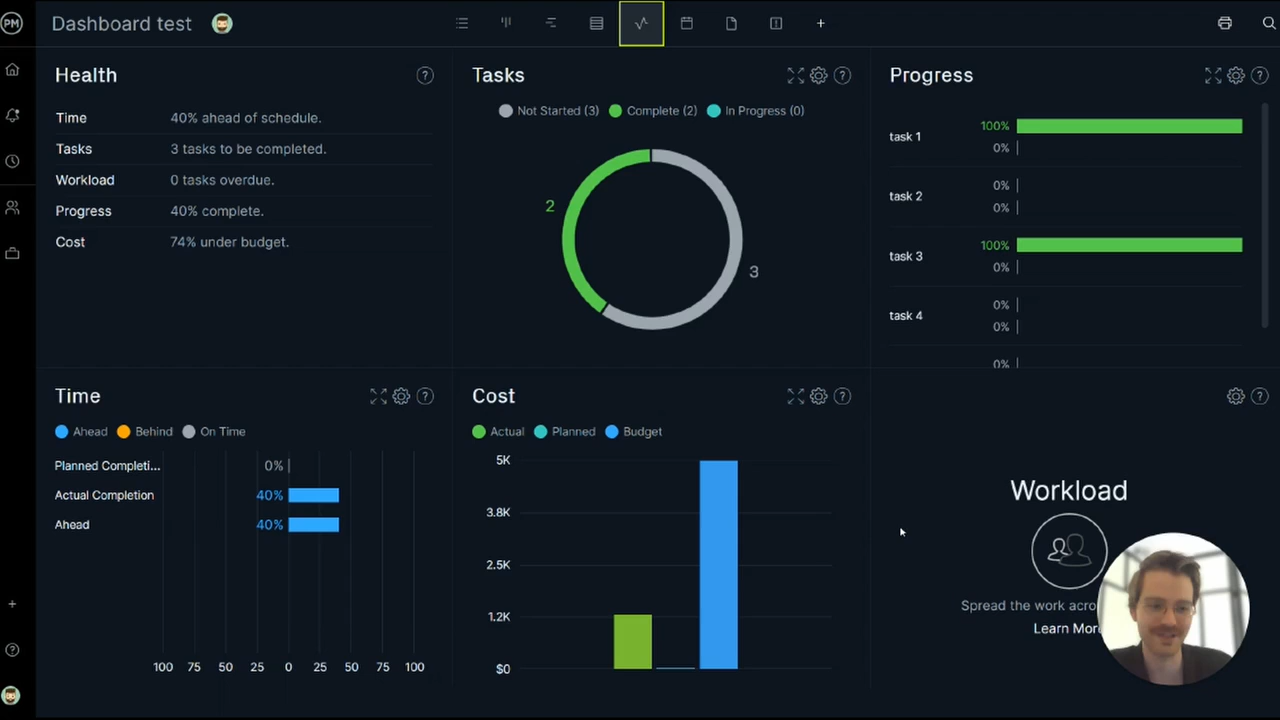 PM
Dashboard test
Health
?
Time 40% ahead of schedule.
Tasks 3 tasks to be completed.
Workload 0 tasks overdue.
Progress 40% complete.
Cost 74% under budget.
Tasks
?
Not Started (3) Complete (2) In Progress (0)
2
3
Progress
?
task 1 100%
0%
task 2 0%
0%
task 3 100%
0%
task 4 0%
0%
0%
Time
?
Ahead Behind On Time
Planned Completi... 0%
Actual Completion 40%
Ahead 40%
100 75 50 25 0 25 50 75 100
Cost
?
Actual Planned Budget
5K
3.8K
2.5K
1.2K
$0
?
Workload
Spread the work acro
Learn More
?